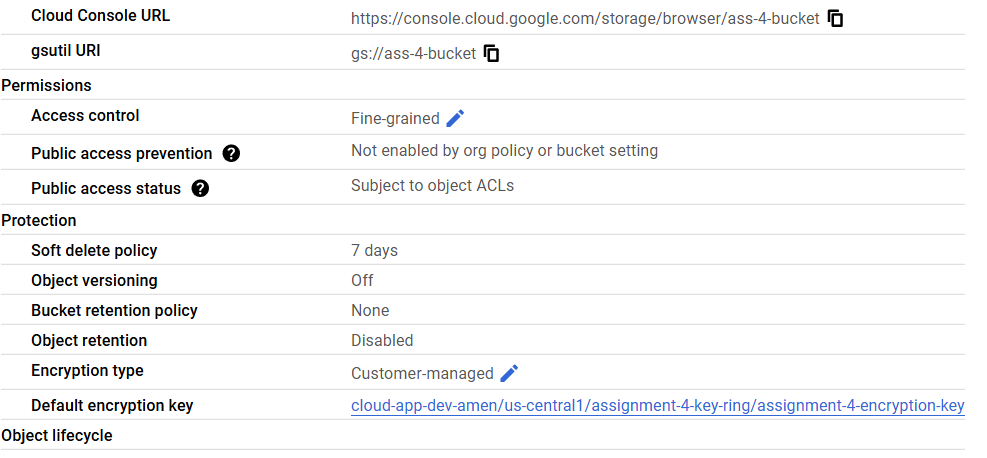 Cloud Console URL https://console.cloud.google.com/storage/browser/ass-4-bucket
gsutil URI gs://ass-4-bucket
Permissions
Access control Fine-grained
Public access prevention ? Not enabled by org policy or bucket setting
Public access status ? Subject to object ACLs
Protection
Soft delete policy 7 days
Object versioning Off
Bucket retention policy None
Object retention Disabled
Encryption type Customer-managed
Default encryption key cloud-app-dev-amen/us-central1/assignment-4-key-ring/assignment-4-encryption-key
Object lifecycle